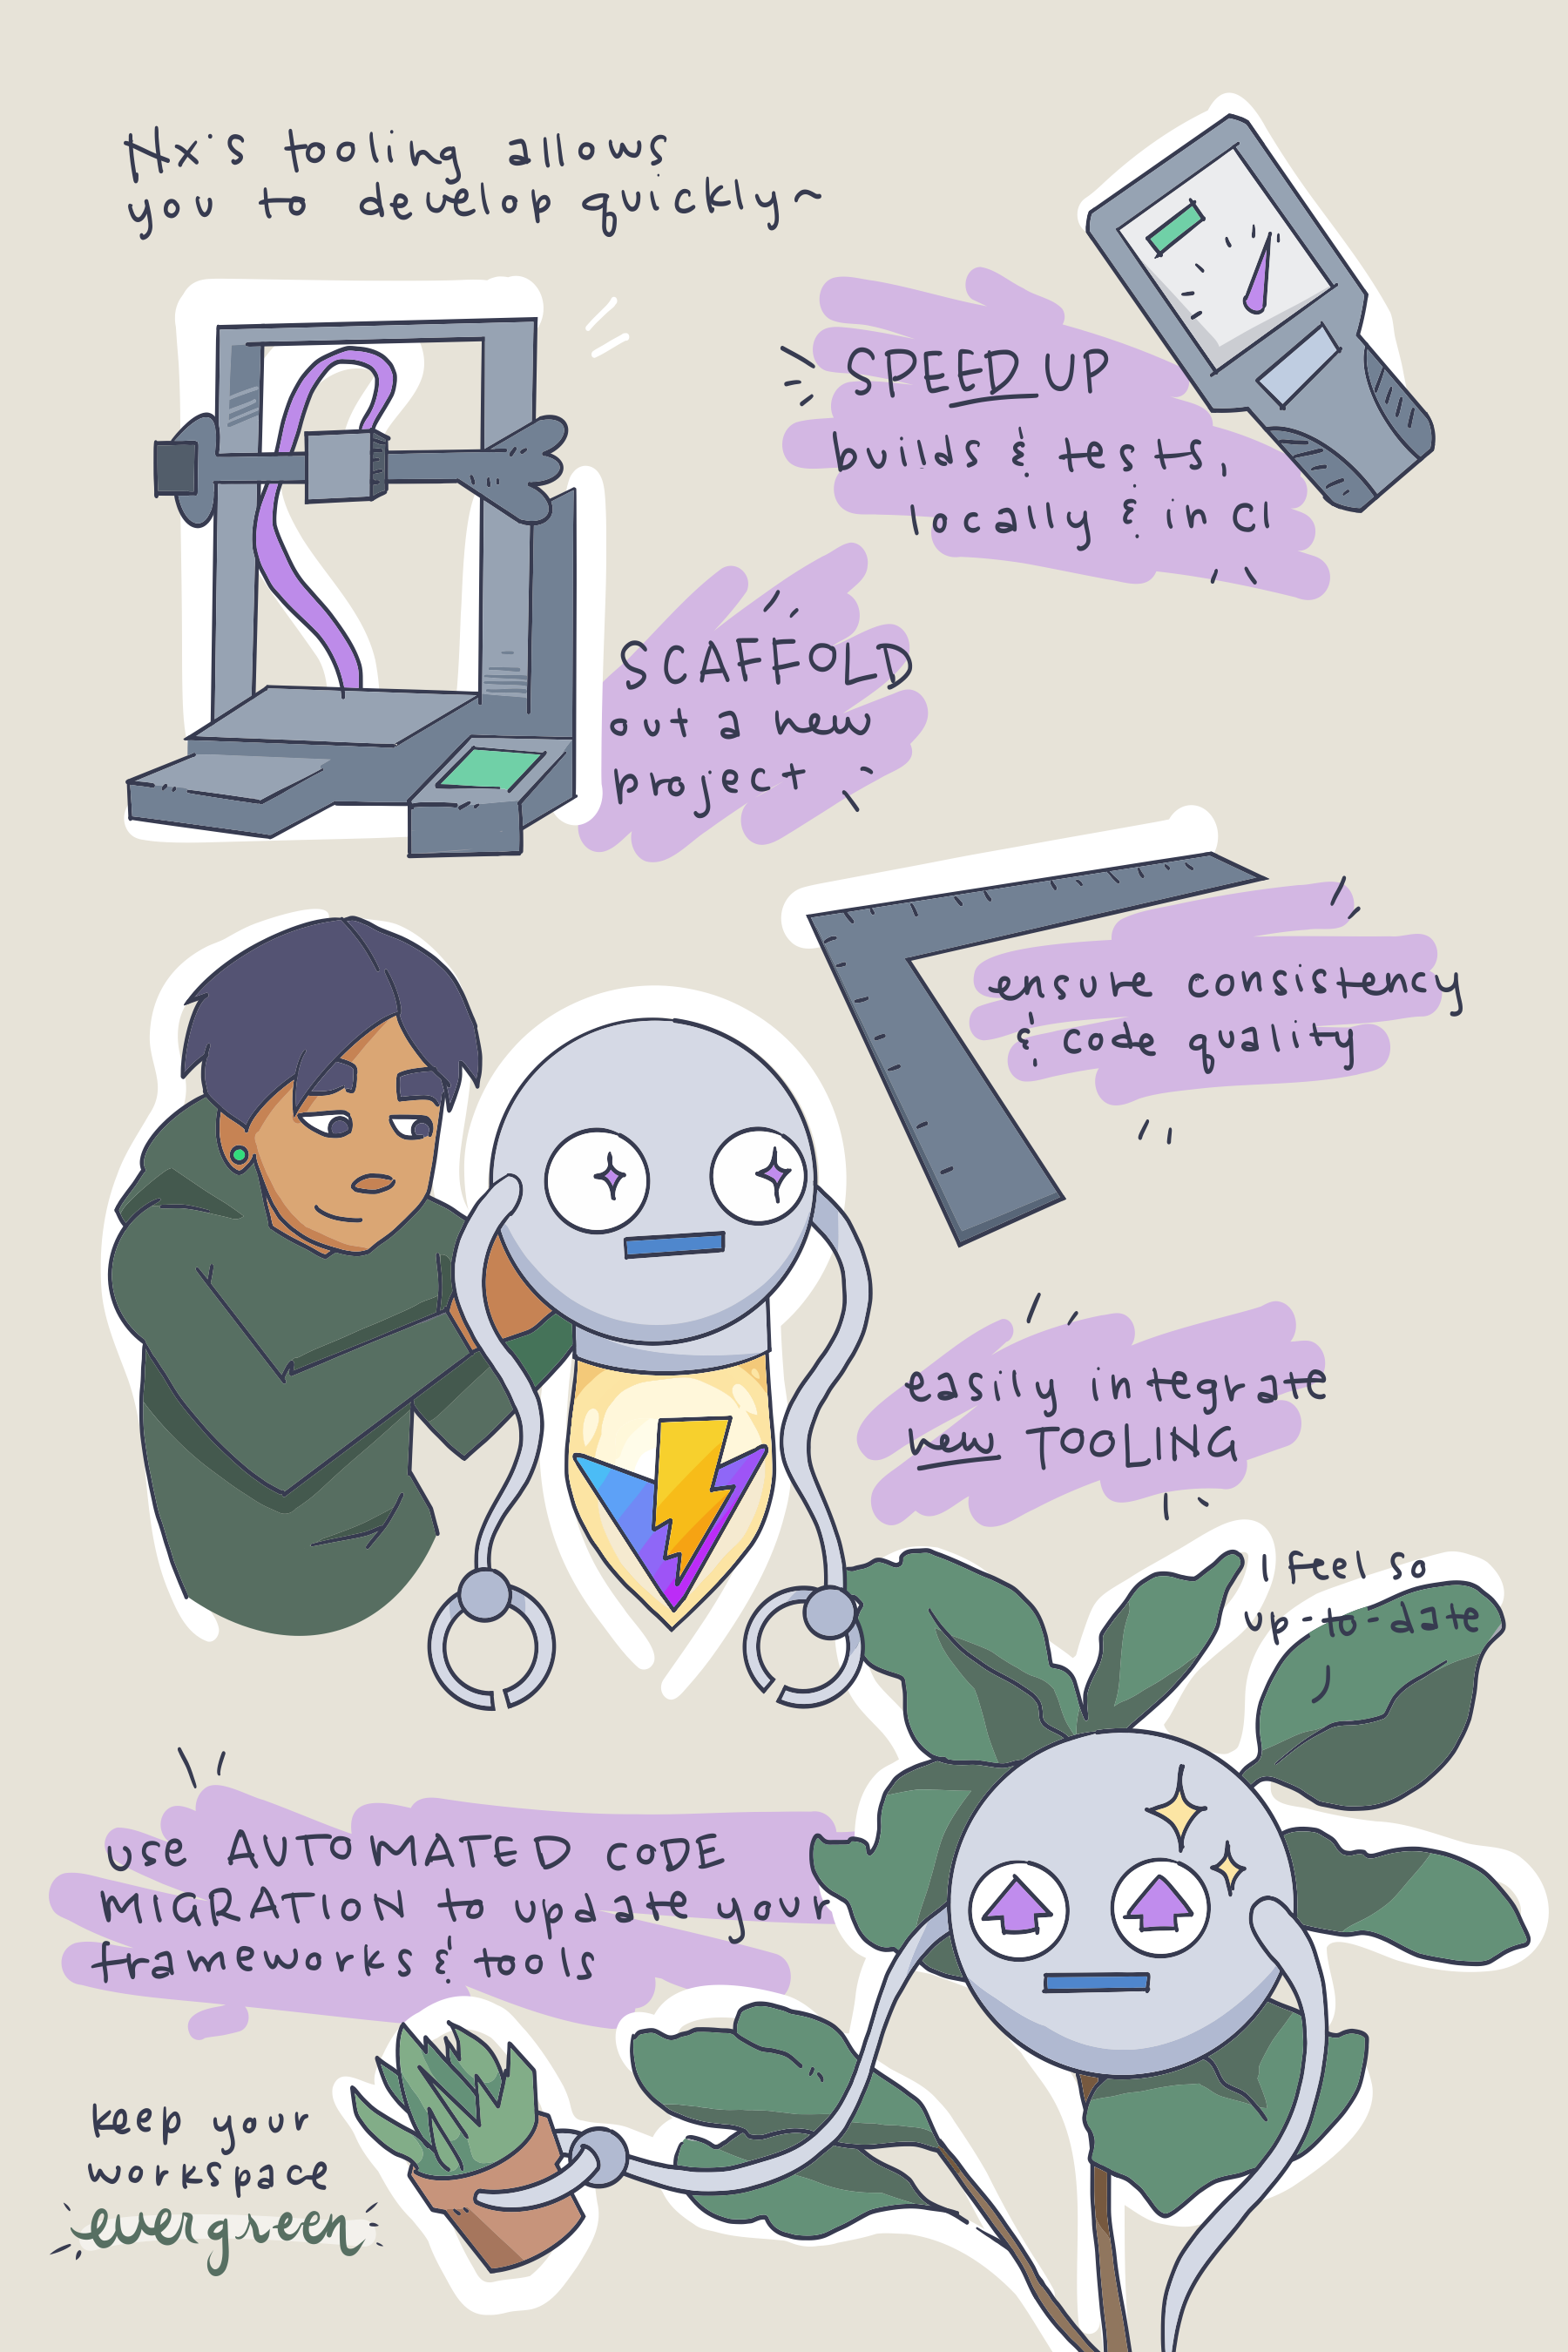 Nx's tooling allows
you to develop quickly~
SPEED UP
builds & tests,
locally & in CI
SCAFFOLD
out a new
project
ensure consistency
& code quality
easily integrate
new TOOLING
I feel so
up-to-date
use AUTOMATED CODE
MIGRATION to update your
frameworks & tools
keep your
workspace
evergreen